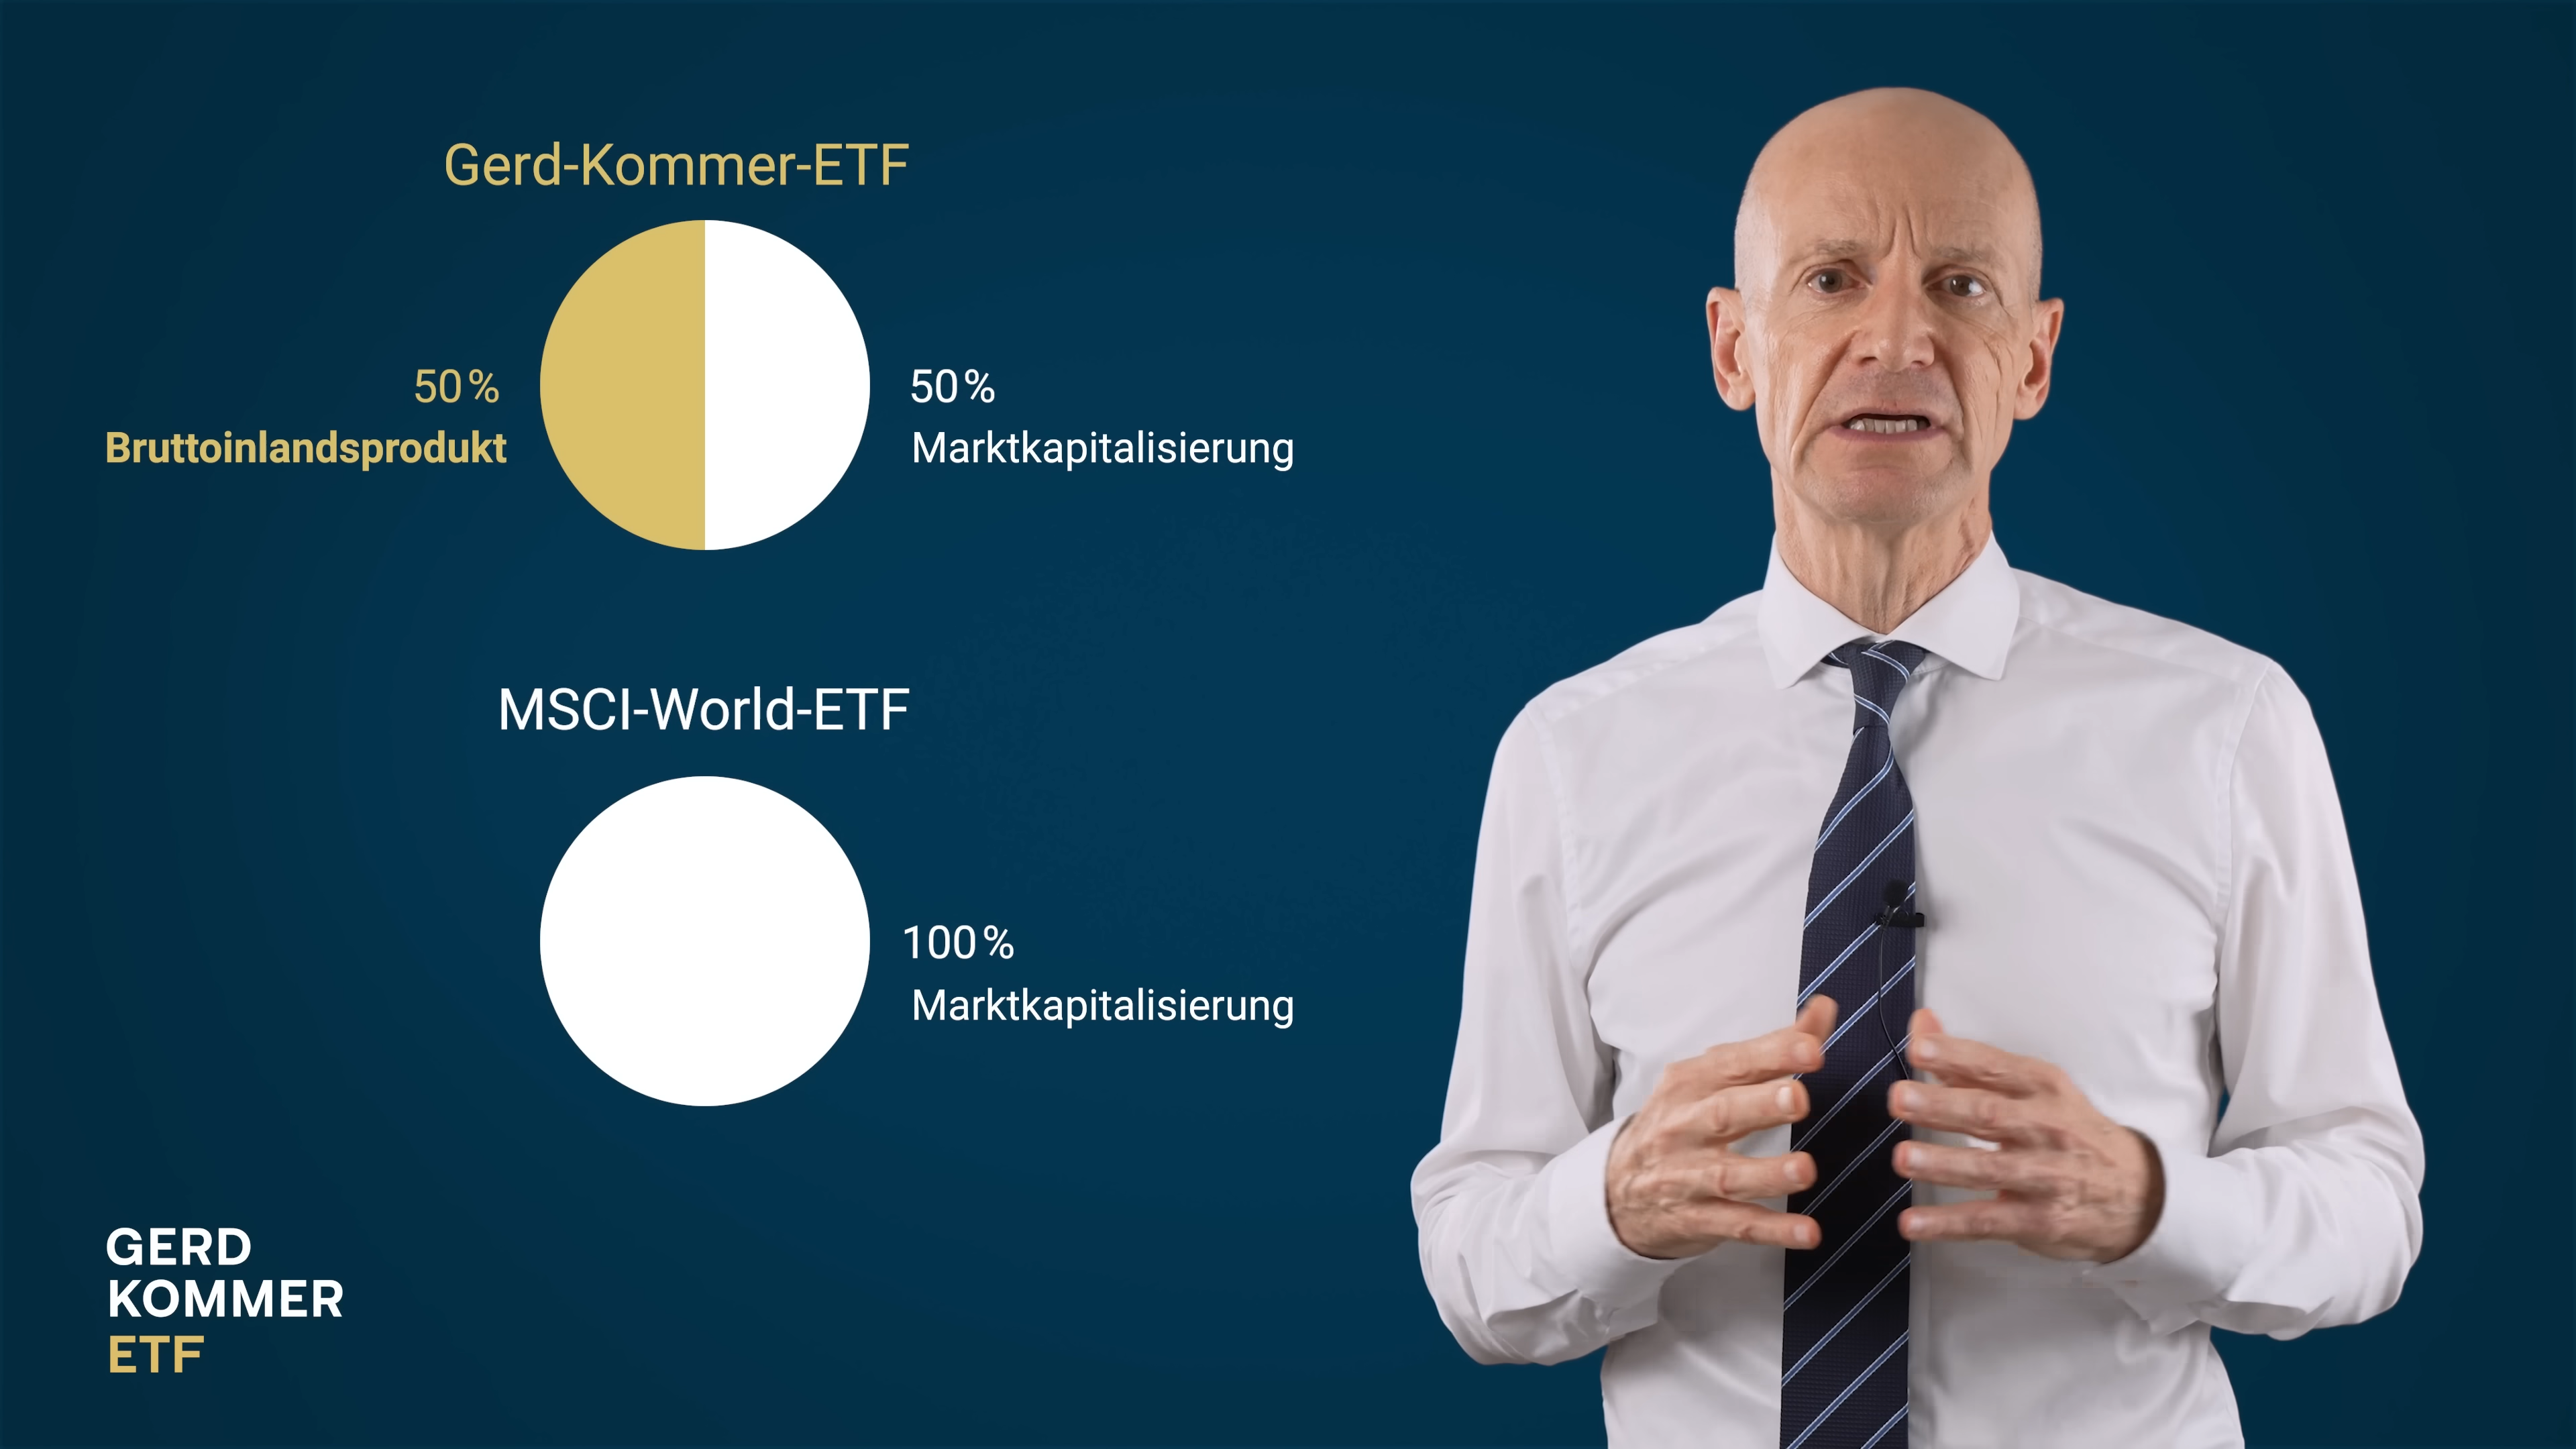 Gerd-Kommer-ETF
50 %
Bruttoinlandsprodukt
50 %
Marktkapitalisierung
MSCI-World-ETF
100 %
Marktkapitalisierung
GERD
KOMMER
ETF